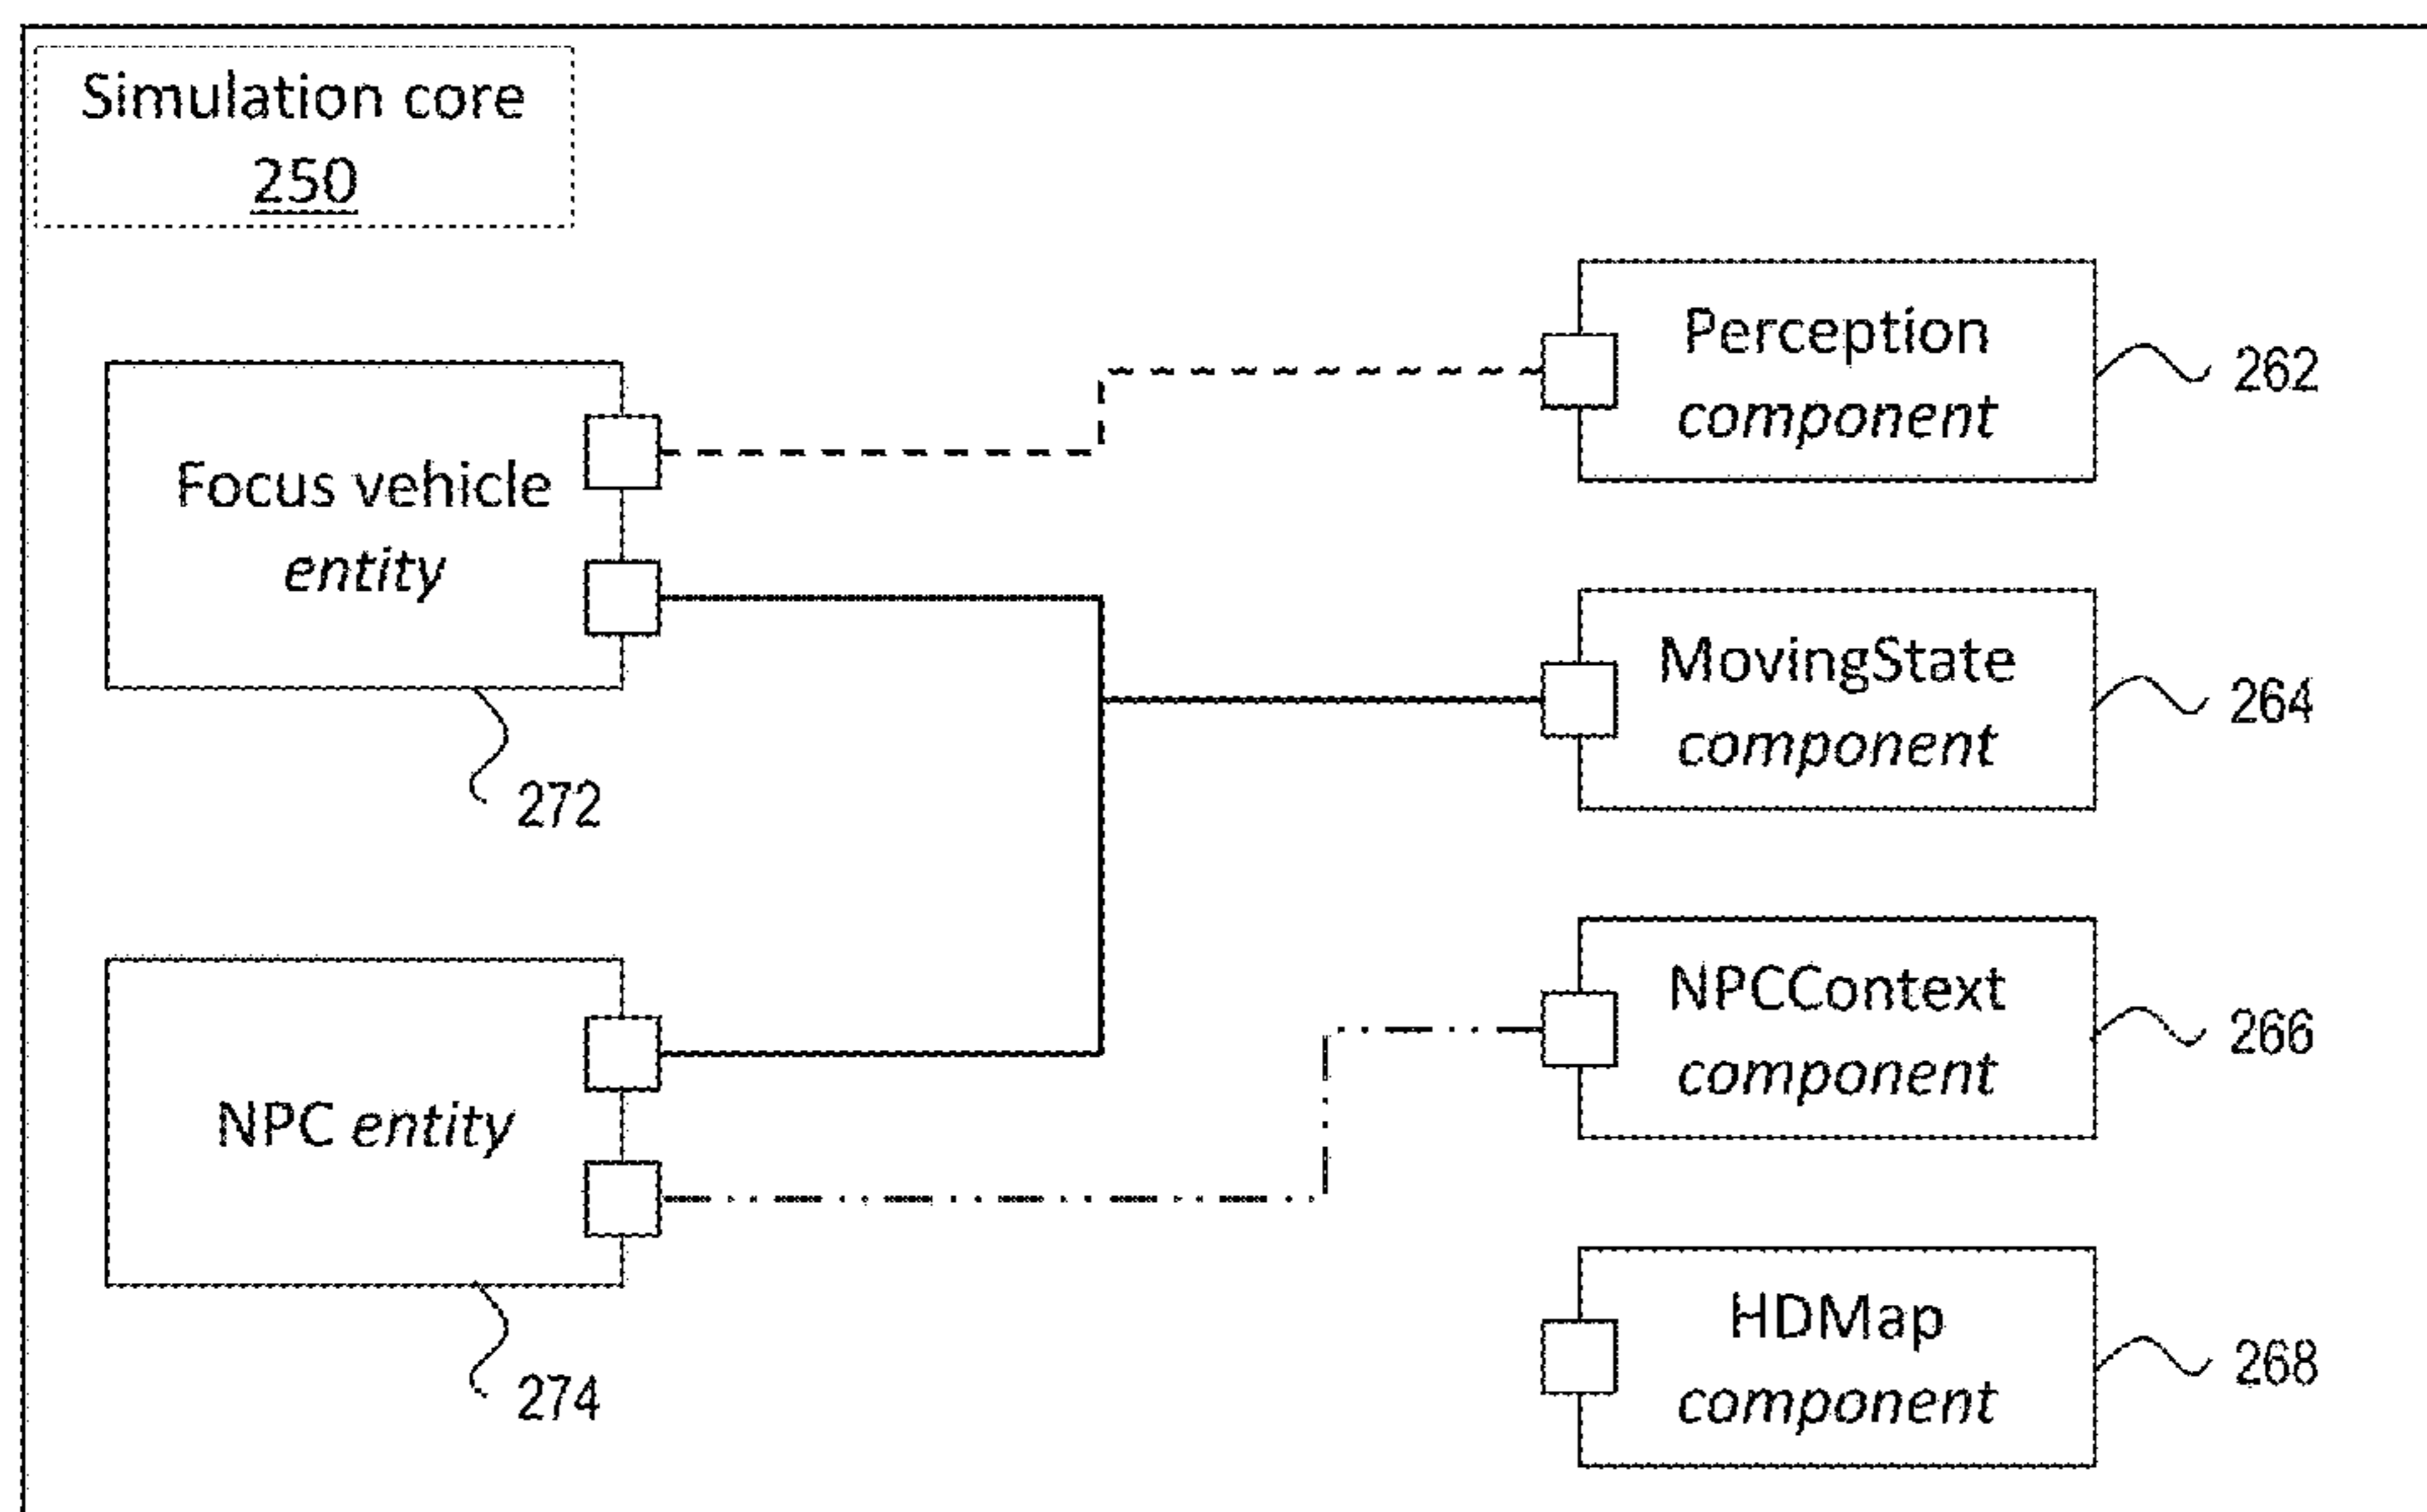 Simulation core
250
Perception
component
262
Focus vehicle
entity
272
MovingState
component
264
NPCContext
component
266
NPC entity
274
HDMap
component
268